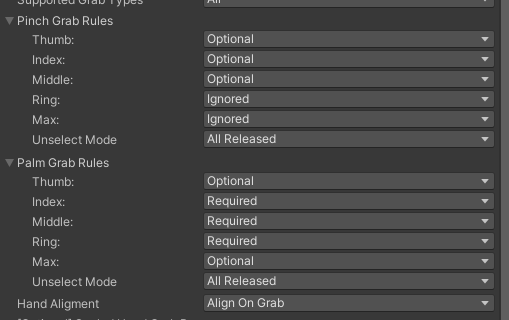 Supported Grab Types All
Pinch Grab Rules
Thumb: Optional
Index: Optional
Middle: Optional
Ring: Ignored
Max: Ignored
Unselect Mode All Released
Palm Grab Rules
Thumb: Optional
Index: Required
Middle: Required
Ring: Required
Max: Optional
Unselect Mode All Released
Hand Aligment Align On Grab